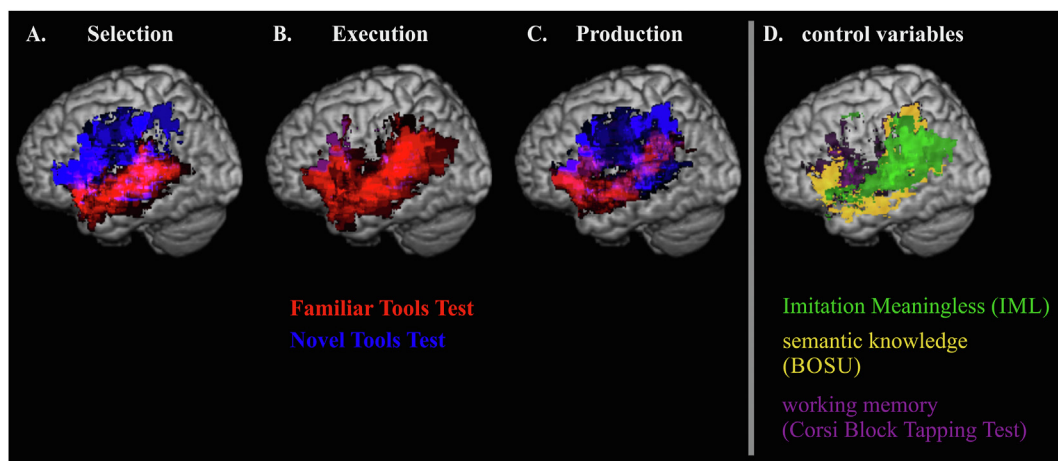 A. Selection
B. Execution
C. Production
D. control variables
Familiar Tools Test
Novel Tools Test
Imitation Meaningless (IML)
semantic knowledge
(BOSU)
working memory
(Corsi Block Tapping Test)